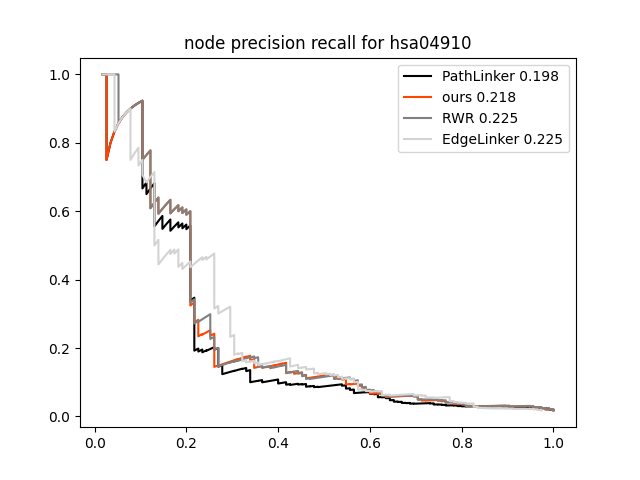 node precision recall for hsa04910
PathLinker 0.198
ours 0.218
RWR 0.225
EdgeLinker 0.225
1.0
0.8
0.6
0.4
0.2
0.0
0.0 0.2 0.4 0.6 0.8 1.0